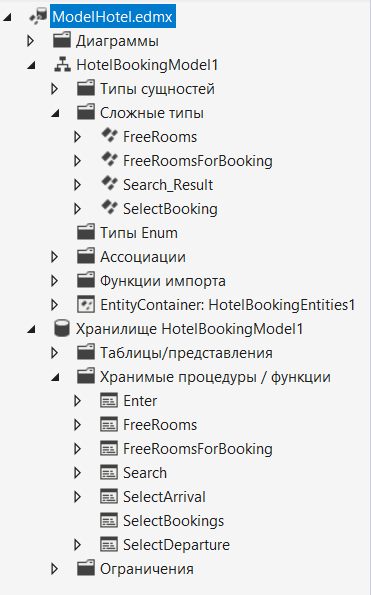 ModelHotel.edmx
Диаграммы
HotelBookingModel1
Типы сущностей
Сложные типы
FreeRooms
FreeRoomsForBooking
Search_Result
SelectBooking
Типы Enum
Ассоциации
Функции импорта
EntityContainer: HotelBookingEntities1
Хранилище HotelBookingModel1
Таблицы/представления
Хранимые процедуры / функции
Enter
FreeRooms
FreeRoomsForBooking
Search
SelectArrival
SelectBookings
SelectDeparture
Ограничения